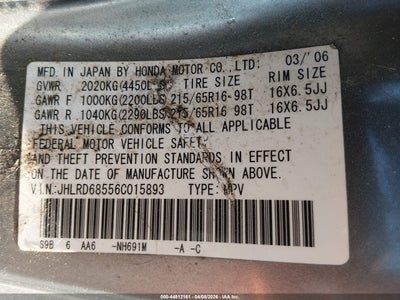 MFD. IN JAPAN BY HONDA MOTOR CO., LTD: 03/'06
GVWR 2020KG(4450L TIRE SIZE RIM SIZE
GAWR F 1000KG(2200LBS 215/65R16-98T 16X6.5JJ
GAWR R 1040KG(2290LBS 215/65R16 98T 16X6.5JJ
THIS VEHICLE CONFORMS TO ALL APPLICABLE
FEDERAL MOTOR VEHICLE SAFETY AND
THEFT PREVENTION STANDARDS IN EFFECT
ON THE DATE OF MANUFACTURE SHOWN ABOVE.
V.I.N:JHLRD68556C015893 TYPE: MPV
S9B 6 AA6 -NH691M -A -C
000-44812161 - 04/08/2026 - IAA Inc.